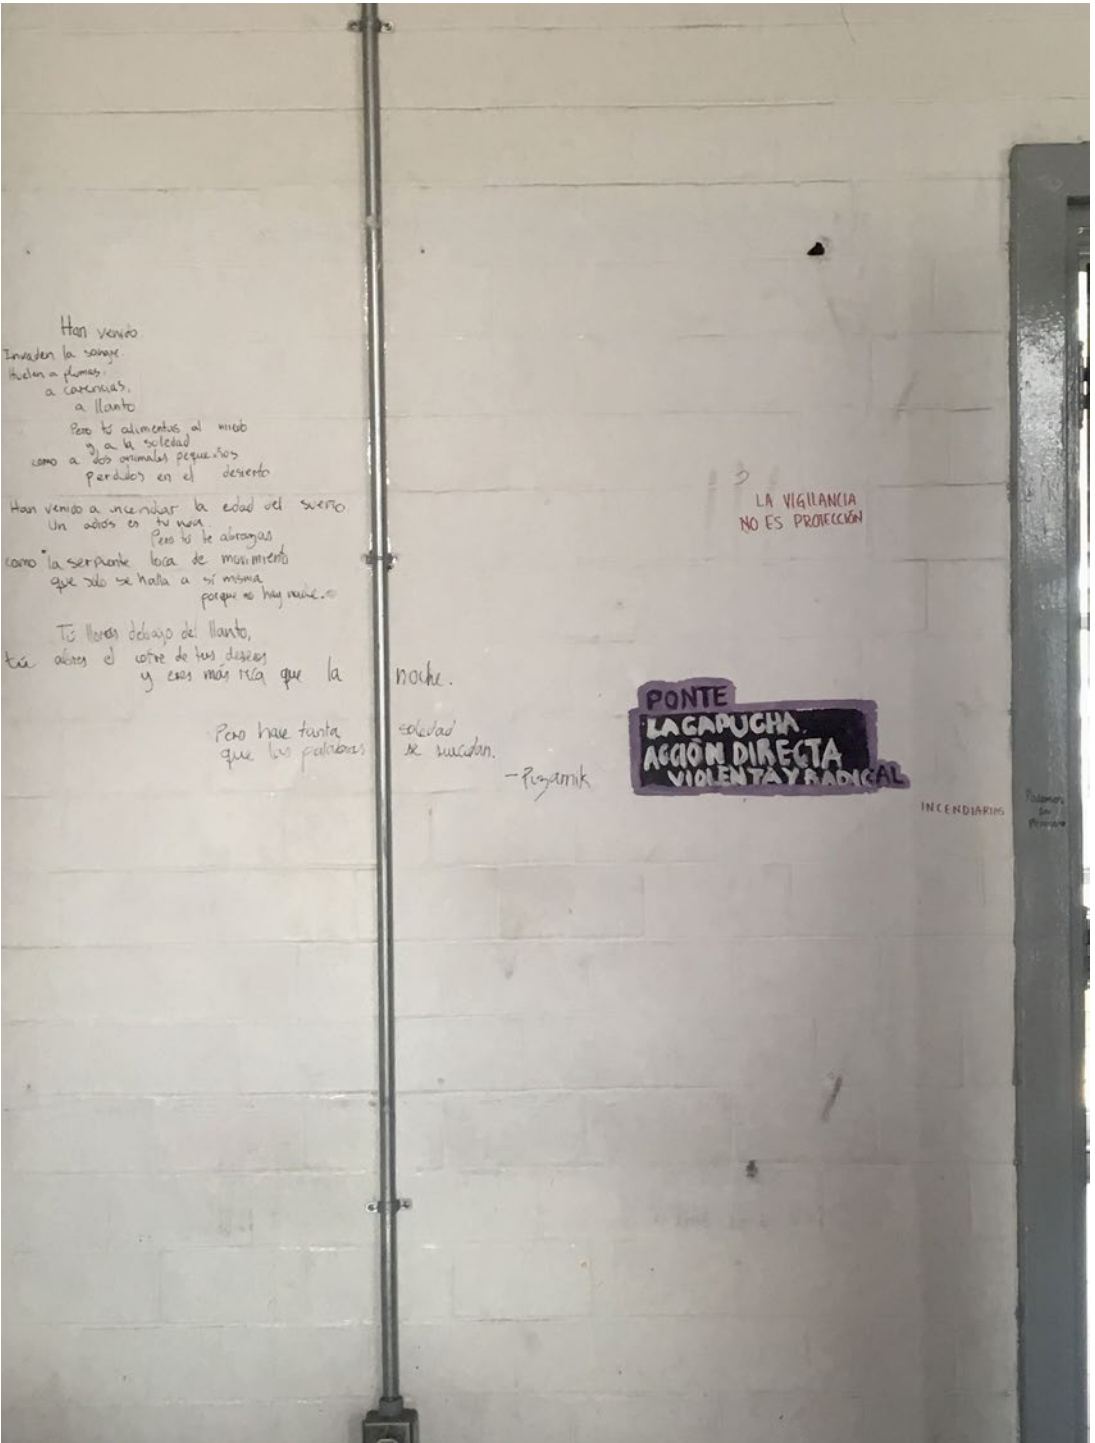 Han venido.
Invaden la sangre.
Huelen a plumas,
a carencias,
a llanto
Pero tú alimentas al miedo
y a la soledad
como a dos animales pequeños
perdidos en el desierto
Han venido a incendiar la edad del sueño.
Un adiós es tu vida.
Pero tú te abrazas
como la serpiente loca de movimiento
que sólo se halla a sí misma
porque no hay nadie.
Tú lloras debajo del llanto,
tú abres el cofre de tus deseos
y eres más rica que la noche.
Pero hace tanta soledad
que las palabras se suicidan.
-Pizarnik
LA VIGILANCIA
NO ES PROTECCIÓN
PONTE
LA CAPUCHA.
ACCIÓN DIRECTA
VIOLENTA Y RADICAL
INCENDIARIAS